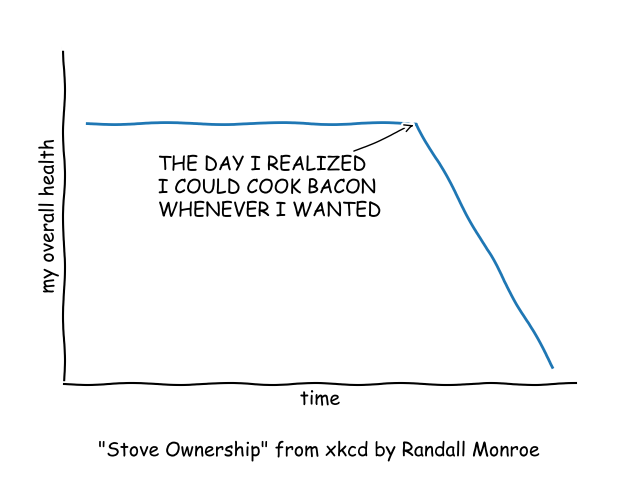 my overall health
THE DAY I REALIZED
I COULD COOK BACON
WHENEVER I WANTED
time
"Stove Ownership" from xkcd by Randall Monroe